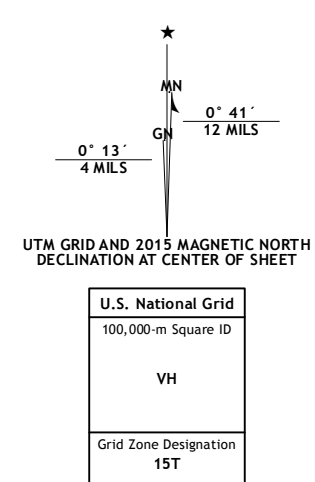 MN
0° 41´
12 MILS
GN
0° 13´
4 MILS
UTM GRID AND 2015 MAGNETIC NORTH
DECLINATION AT CENTER OF SHEET
U.S. National Grid
100,000-m Square ID
VH
Grid Zone Designation
15T